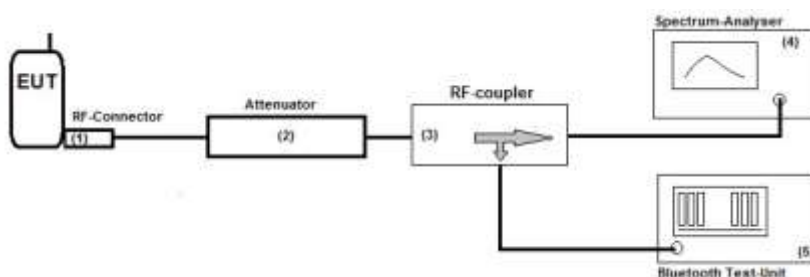 Spectrum-Analyser
(4)
EUT
RF-Connector
(1)
Attenuator
(2)
RF-coupler
(3)
(5
Bluetooth Test-Unit